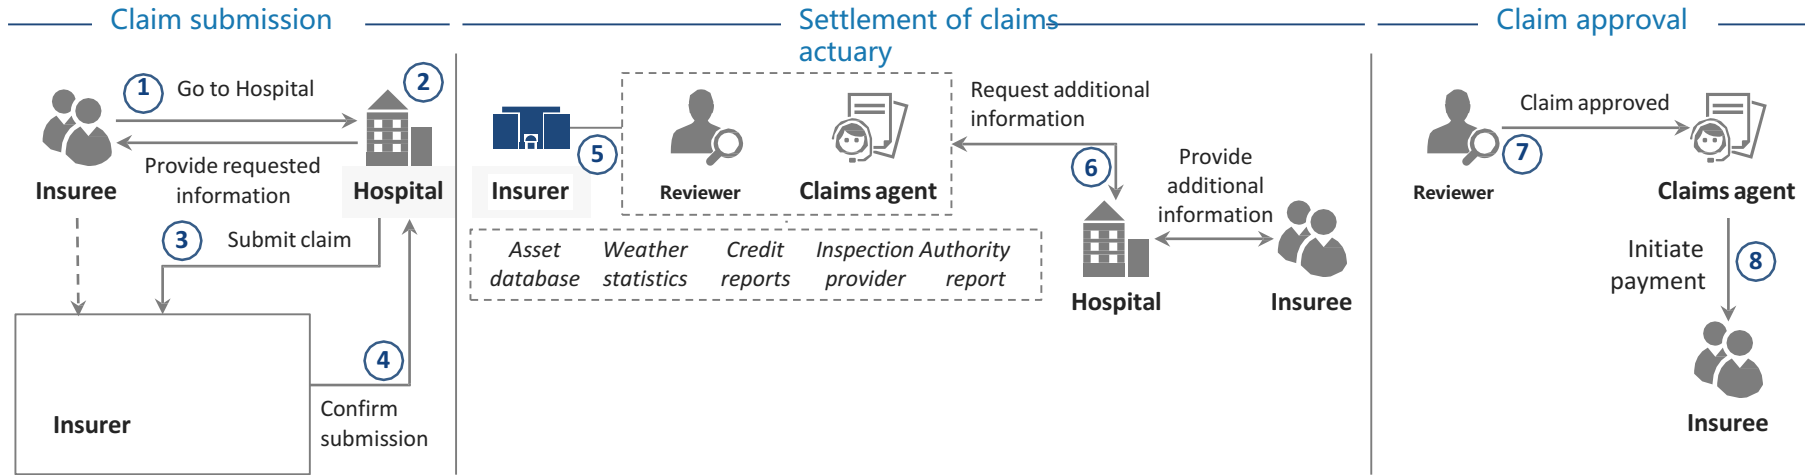 Claim submission
1
Go to Hospital
2
Provide requested
information
Insuree
Hospital
3
Submit claim
4
Confirm
submission
Insurer
Settlement of claims
actuary
Insurer
5
Reviewer
Claims agent
Request additional
information
6
Provide
additional
information
Asset
database
Weather
statistics
Credit
reports
Inspection
provider
Authority
report
Hospital
Insuree
Claim approval
Claim approved
7
Reviewer
Claims agent
Initiate
payment
8
Insuree